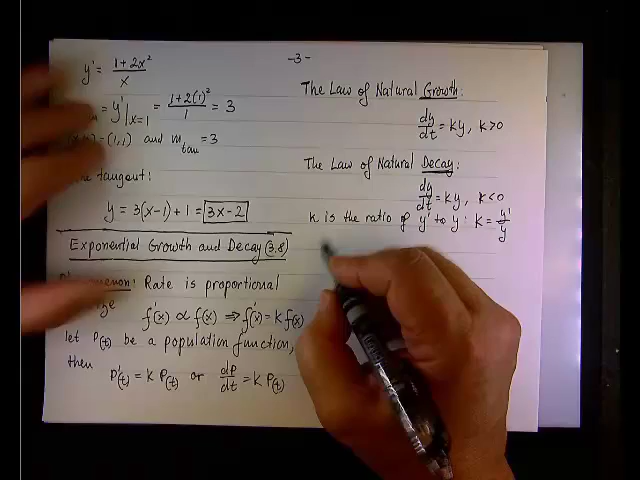 -3-
y' = 1+2x² / x
= y'|x=1 = 1+2(1)² / 1 = 3
= (1,1) and m tan = 3
tangent:
y = 3(x-1) + 1 = 3x-2
Exponential Growth and Decay (3.8)
Rate is proportional
f'(x) ∝ f(x) ⇒ f'(x) = k f(x)
let P(t) be a population function,
then
P'(t) = k P(t) or dP/dt = k P(t)
The Law of Natural Growth:
dy/dt = ky, k>0
The Law of Natural Decay:
dy/dt = ky, k<0
k is the ratio of y' to y: k = y'/y